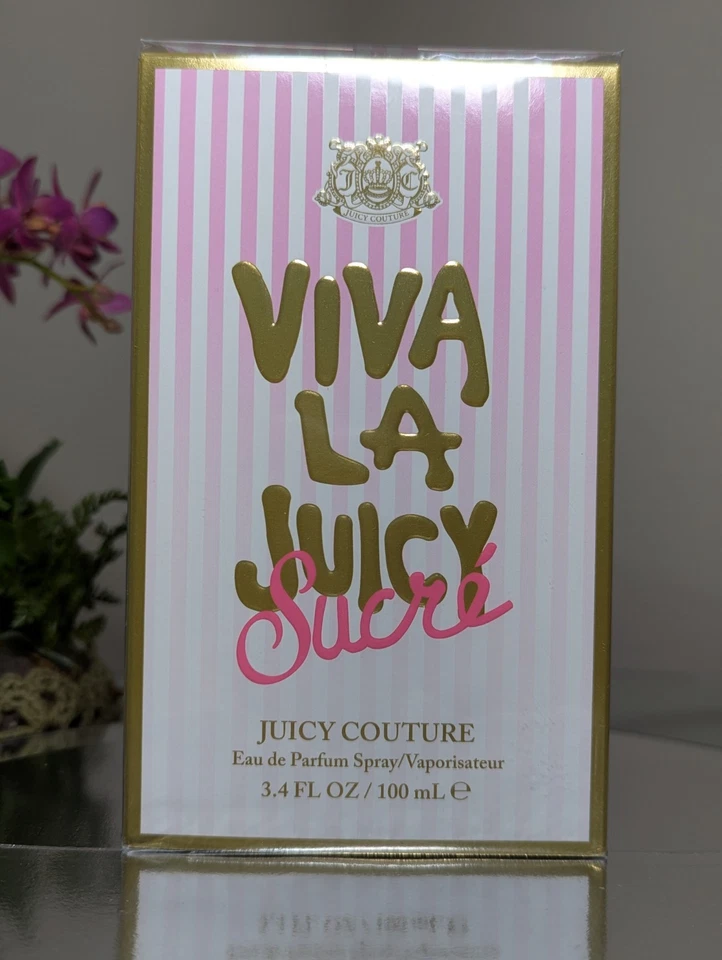 J C
JUICY COUTURE
VIVA
LA
JUICY
Sucré
JUICY COUTURE
Eau de Parfum Spray/Vaporisateur
3.4 FL OZ / 100 mL ℮